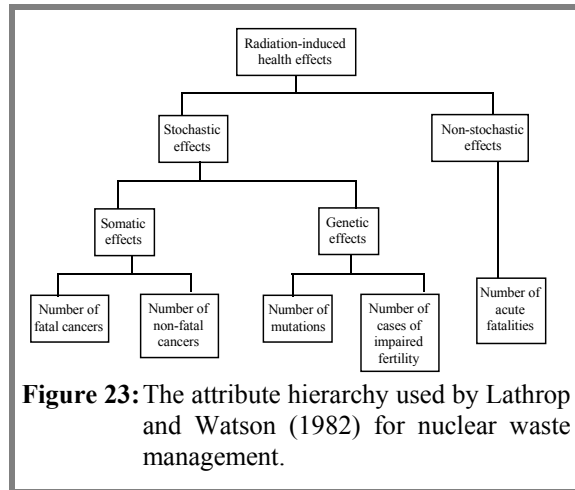 Radiation-induced
health effects
Stochastic
effects
Non-stochastic
effects
Somatic
effects
Genetic
effects
Number of
fatal cancers
Number of
non-fatal
cancers
Number of
mutations
Number of
cases of
impaired
fertility
Number of
acute
fatalities
Figure 23: The attribute hierarchy used by Lathrop
and Watson (1982) for nuclear waste
management.